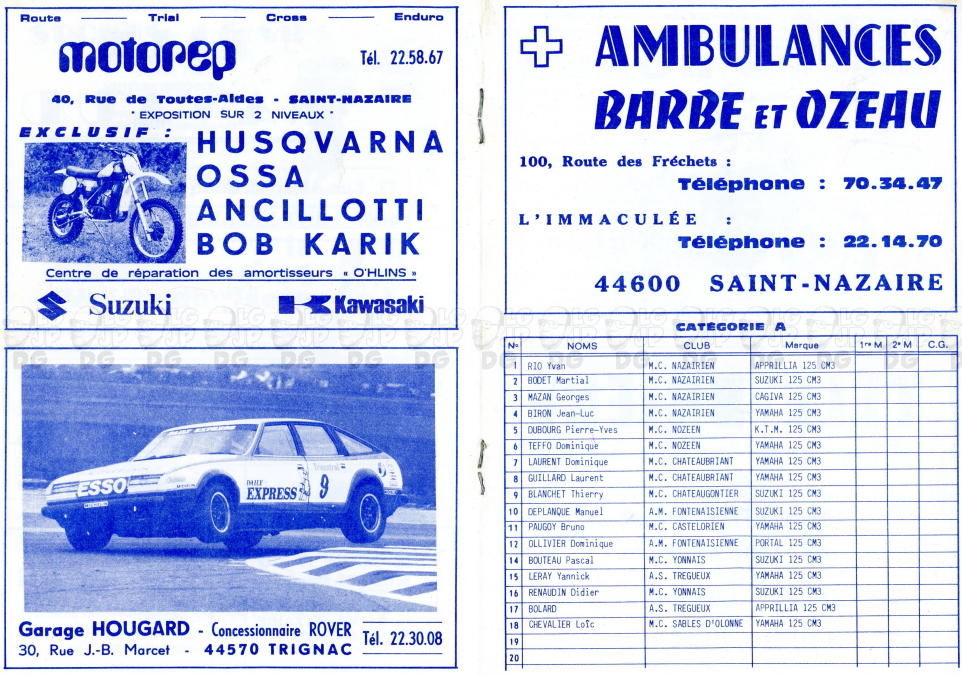 Route Trial Cross Enduro
motorep Tél. 22.58.67
40, Rue de Toutes-Aides - SAINT-NAZAIRE
* EXPOSITION SUR 2 NIVEAUX *
EXCLUSIF :
HUSQVARNA
OSSA
ANCILLOTTI
BOB KARIK
Centre de réparation des amortisseurs « O'HLINS »
Suzuki Kawasaki
DAILY EXPRESS
ESSO
DAILY
EXPRESS 9
Triplex
MICHELIN
Garage HOUGARD - Concessionnaire ROVER
30, Rue J.-B. Marcet - 44570 TRIGNAC
Tél. 22.30.08
AMBULANCES
BARBE ET OZEAU
100, Route des Fréchets :
Téléphone : 70.34.47
L'IMMACULÉE :
Téléphone : 22.14.70
44600 SAINT-NAZAIRE
LG JP DG
CATÉGORIE A
No NOMS CLUB Marque 1re M 2e M C.G.
1 RIO Yvan M.C. NAZAIRIEN APPRILLIA 125 CM3
2 BODET Martial M.C. NAZAIRIEN SUZUKI 125 CM3
3 MAZAN Georges M.C. NAZAIRIEN CAGIVA 125 CM3
4 BIRON Jean-Luc M.C. NAZAIRIEN YAMAHA 125 CM3
5 DUBOURG Pierre-Yves M.C. NOZEEN K.T.M. 125 CM3
6 TEFFO Dominique M.C. NOZEEN YAMAHA 125 CM3
7 LAURENT Dominique M.C. CHATEAUBRIANT YAMAHA 125 CM3
8 GUILLARD Laurent M.C. CHATEAUBRIANT YAMAHA 125 CM3
9 BLANCHET Thierry M.C. CHATEAUGONTIER SUZUKI 125 CM3
10 DEPLANQUE Manuel A.M. FONTENAISIENNE SUZUKI 125 CM3
11 PAUGOY Bruno M.C. CASTELORIEN YAMAHA 125 CM3
12 OLLIVIER Dominique A.M. FONTENAISIENNE PORTAL 125 CM3
14 BOUTEAU Pascal M.C. YONNAIS SUZUKI 125 CM3
15 LERAY Yannick A.S. TREGUEUX YAMAHA 125 CM3
16 RENAUDIN Didier M.C. YONNAIS SUZUKI 125 CM3
17 BOLARD A.S. TREGUEUX APPRILLIA 125 CM3
18 CHEVALIER Loïc M.C. SABLES D'OLONNE YAMAHA 125 CM3
19
20